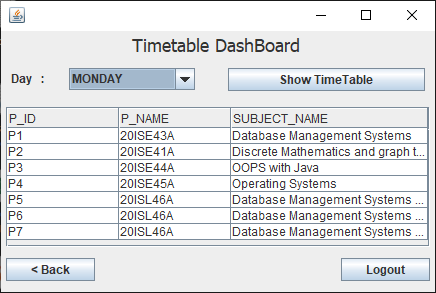 Timetable DashBoard
Day : MONDAY Show TimeTable
P_ID P_NAME SUBJECT_NAME
P1 20ISE43A Database Management Systems
P2 20ISE41A Discrete Mathematics and graph t...
P3 20ISE44A OOPS with Java
P4 20ISE45A Operating Systems
P5 20ISL46A Database Management Systems ...
P6 20ISL46A Database Management Systems ...
P7 20ISL46A Database Management Systems ...
< Back Logout